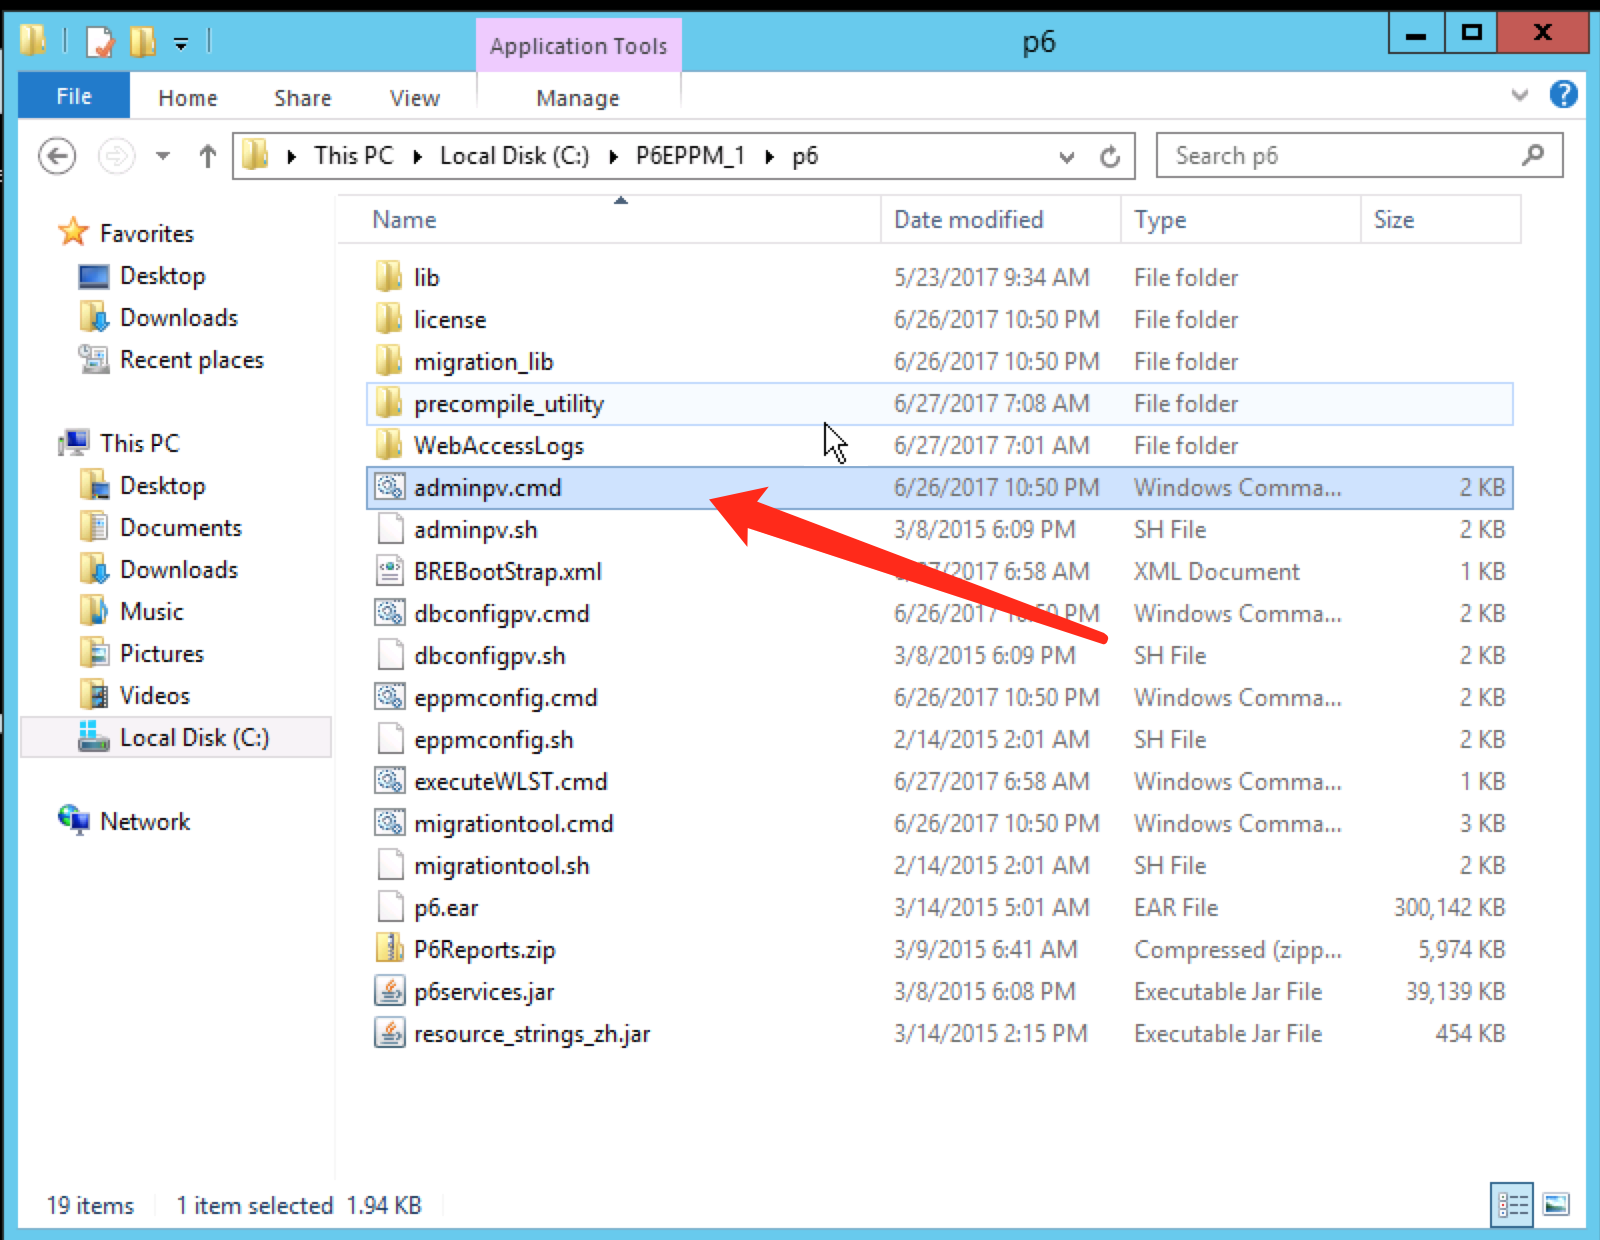 Application Tools
p6
File
Home
Share
View
Manage
This PC
Local Disk (C:)
P6EPPM_1
p6
Search p6
Name
Date modified
Type
Size
Favorites
Desktop
Downloads
Recent places
This PC
Desktop
Documents
Downloads
Music
Pictures
Videos
Local Disk (C:)
Network
lib 5/23/2017 9:34 AM File folder
license 6/26/2017 10:50 PM File folder
migration_lib 6/26/2017 10:50 PM File folder
precompile_utility 6/27/2017 7:08 AM File folder
WebAccessLogs 6/27/2017 7:01 AM File folder
adminpv.cmd 6/26/2017 10:50 PM Windows Comma... 2 KB
adminpv.sh 3/8/2015 6:09 PM SH File 2 KB
BREBootStrap.xml 6:58 AM XML Document 1 KB
dbconfigpv.cmd 6/26/2017 10:50 PM Windows Comma... 2 KB
dbconfigpv.sh 3/8/2015 6:09 PM SH File 2 KB
eppmconfig.cmd 6/26/2017 10:50 PM Windows Comma... 2 KB
eppmconfig.sh 2/14/2015 2:01 AM SH File 2 KB
executeWLST.cmd 6/27/2017 6:58 AM Windows Comma... 1 KB
migrationtool.cmd 6/26/2017 10:50 PM Windows Comma... 3 KB
migrationtool.sh 2/14/2015 2:01 AM SH File 2 KB
p6.ear 3/14/2015 5:01 AM EAR File 300,142 KB
P6Reports.zip 3/9/2015 6:41 AM Compressed (zipp... 5,974 KB
p6services.jar 3/8/2015 6:08 PM Executable Jar File 39,139 KB
resource_strings_zh.jar 3/14/2015 2:15 PM Executable Jar File 454 KB
19 items
1 item selected 1.94 KB